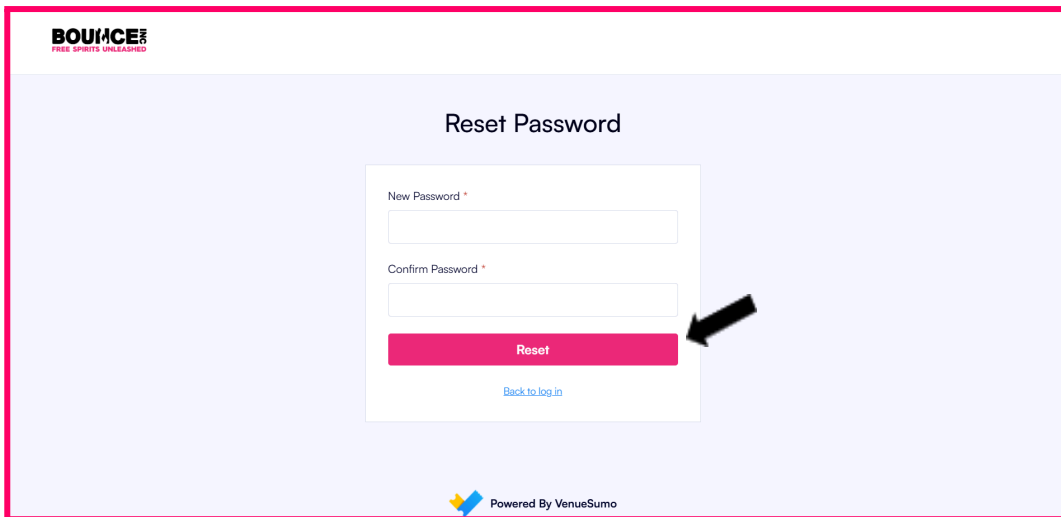 BOUNCE INC
FREE SPIRITS UNLEASHED
Reset Password
New Password *
Confirm Password *
Reset
Back to log in
Powered By VenueSumo